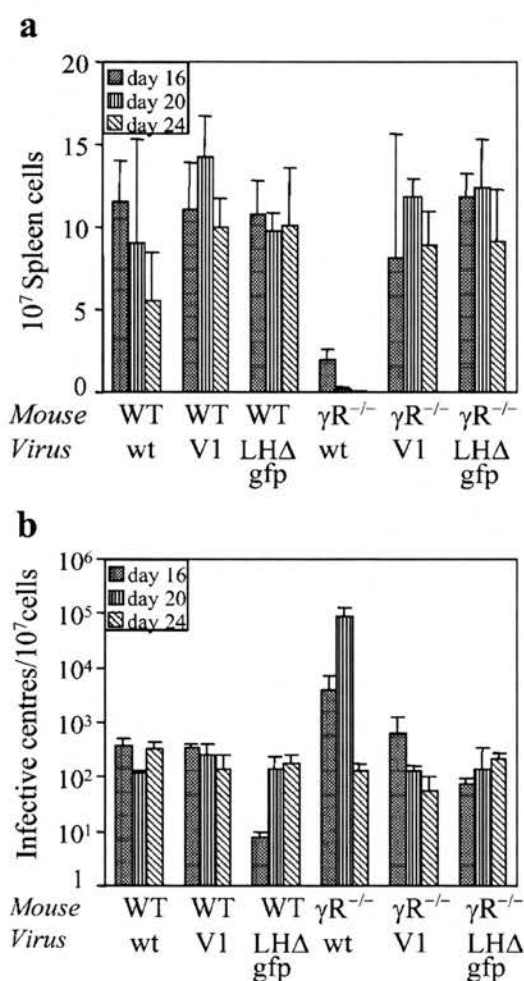 a
20
15
10
5
0
10⁷ Spleen cells
day 16
day 20
day 24
Mouse WT WT WT γR⁻/⁻ γR⁻/⁻ γR⁻/⁻
Virus wt V1 LHΔ wt V1 LHΔ
gfp gfp
b
10⁶
10⁵
10⁴
10³
10²
10¹
1
Infective centres/10⁷cells
day 16
day 20
day 24
Mouse WT WT WT γR⁻/⁻ γR⁻/⁻ γR⁻/⁻
Virus wt V1 LHΔ wt V1 LHΔ
gfp gfp